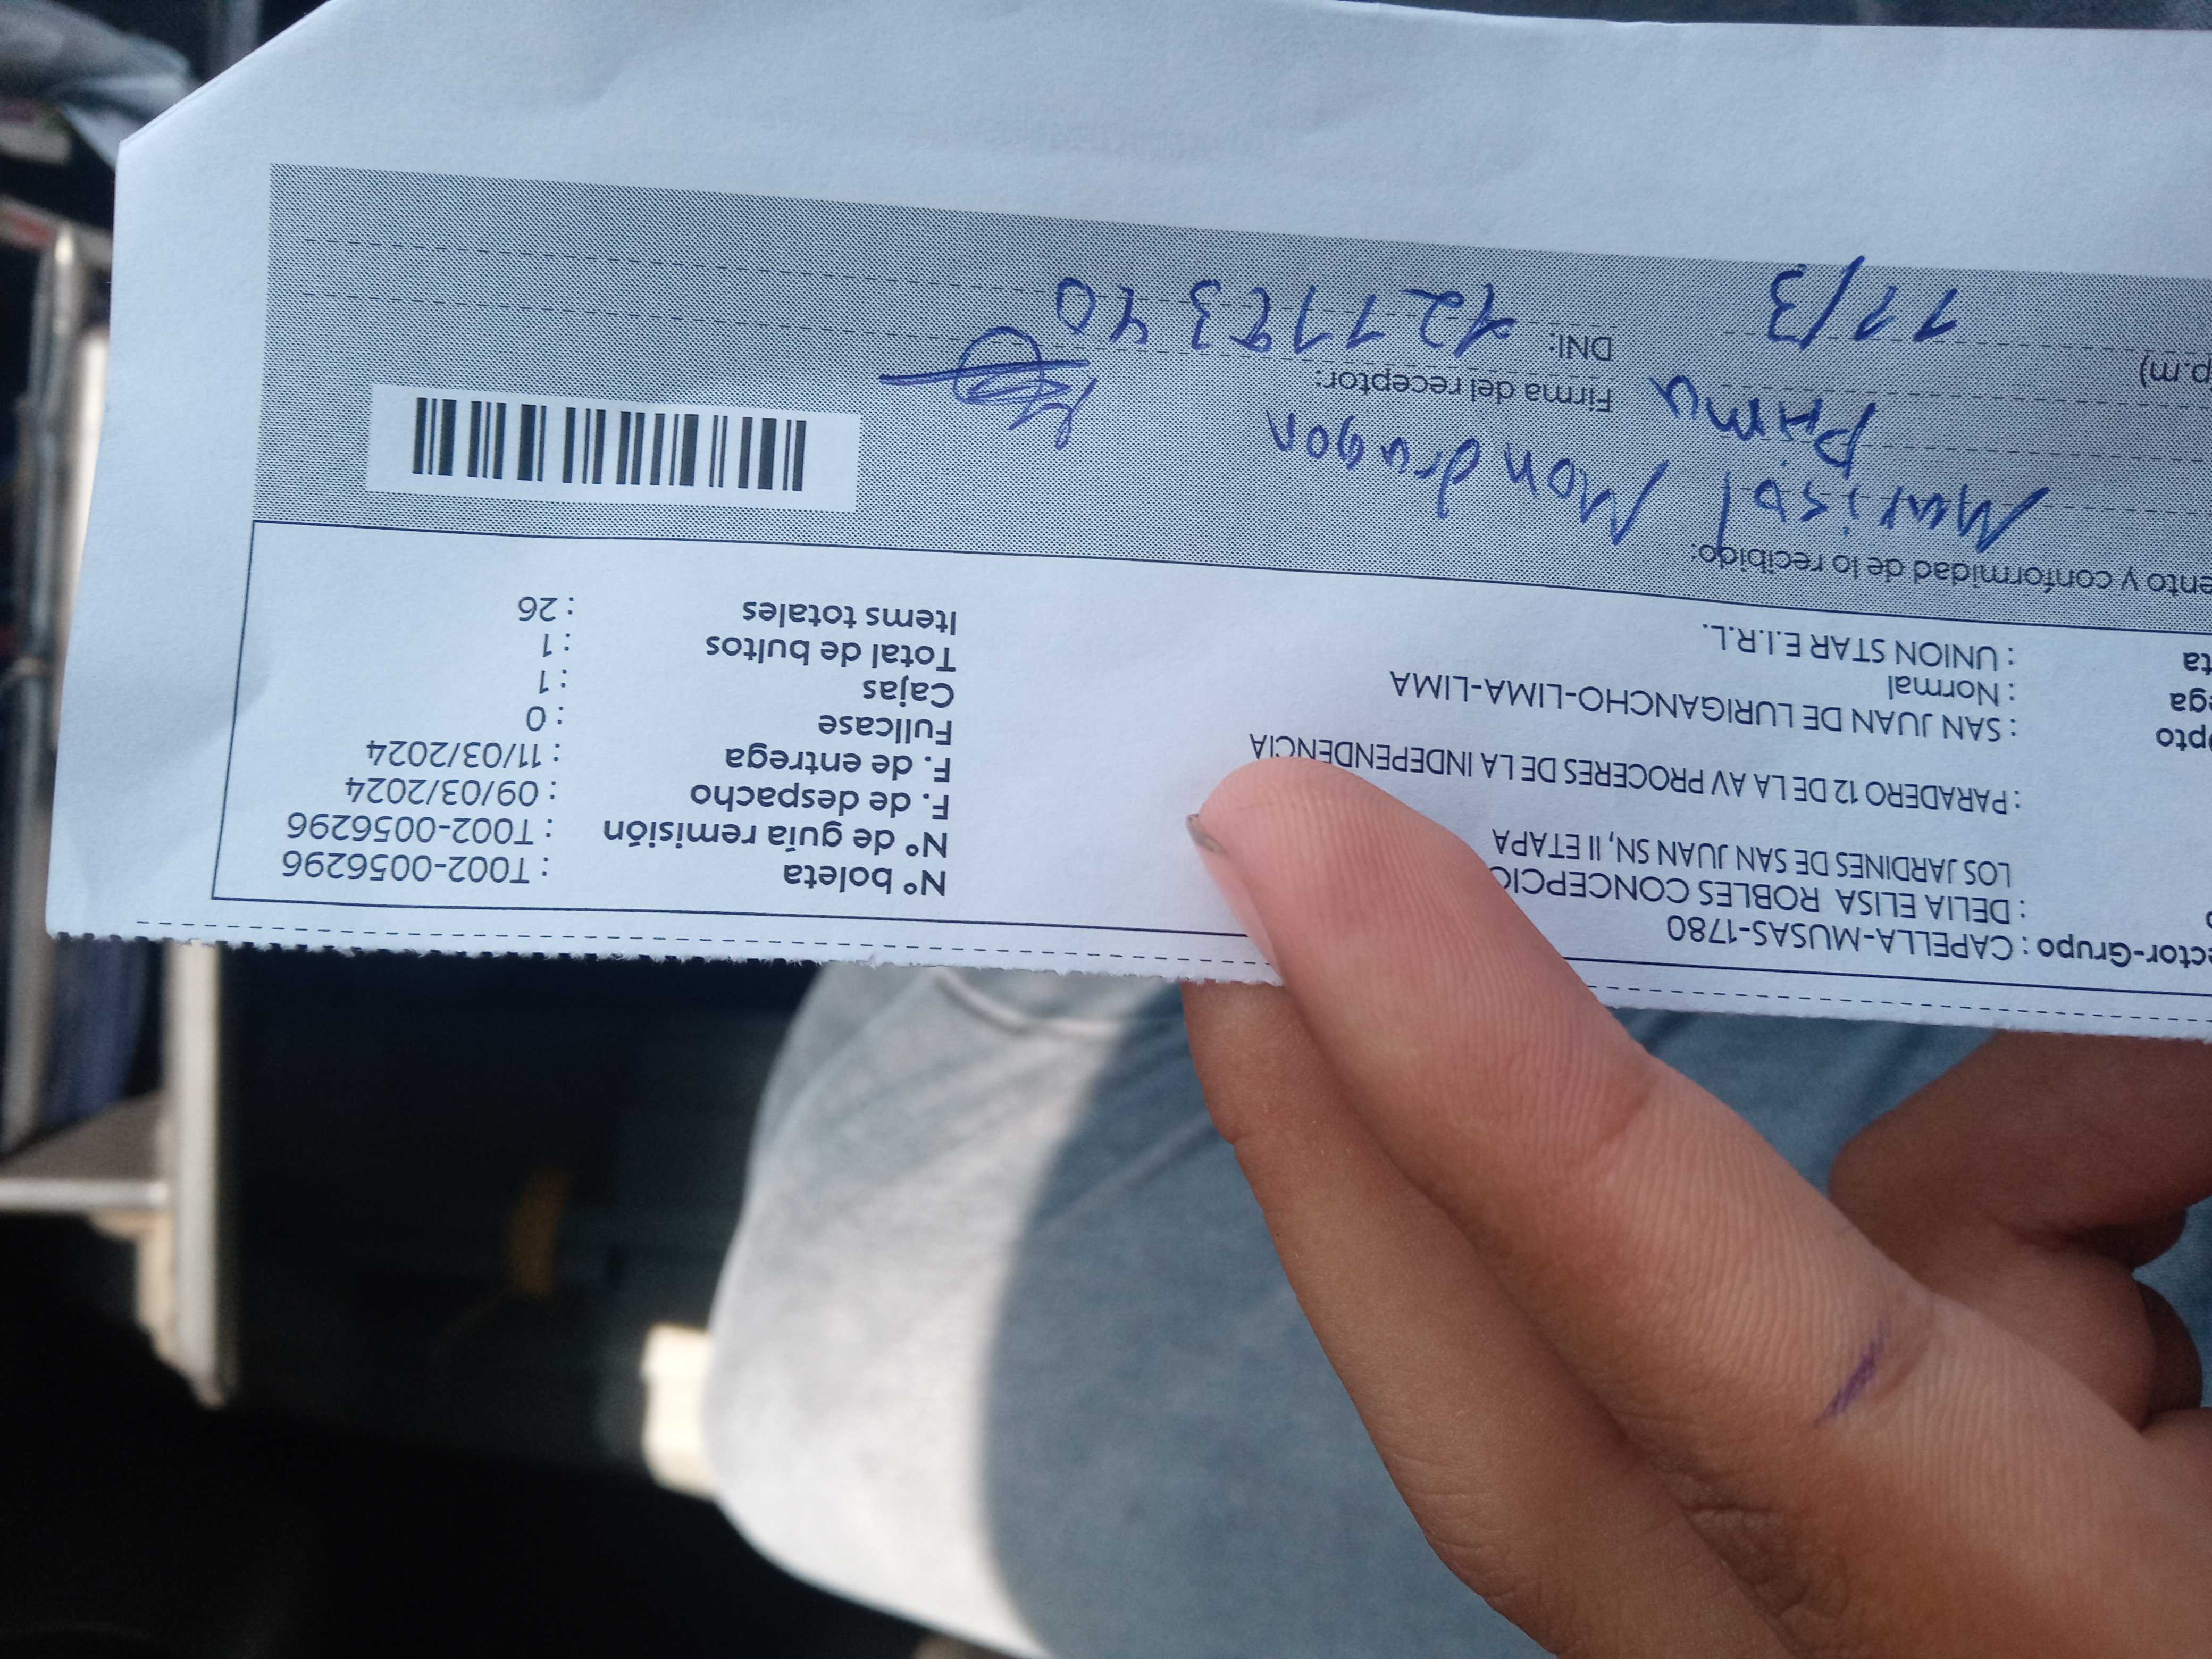 ector-Grupo : CAPELLA-MUSAS-1780
: DELIA ELISA ROBLES CONCEPCIO
LOS JARDINES DE SAN JUAN SN, II ETAPA
: PARADERO 12 DE LA AV PROCERES DE LA INDEPENDENCIA
pto : SAN JUAN DE LURIGANCHO-LIMA-LIMA
ega : Normal
ta : UNION STAR E.I.R.L.
N° boleta : T002-0056296
N° de guía remisión : T002-0056296
F. de despacho : 09/03/2024
F. de entrega : 11/03/2024
Fullcase : 0
Cajas : 1
Total de bultos : 1
Items totales : 26
ento y conformidad de lo recibido:
Marisol Mondragon
Prima
Firma del receptor:
p.m)
11/3
DNI: